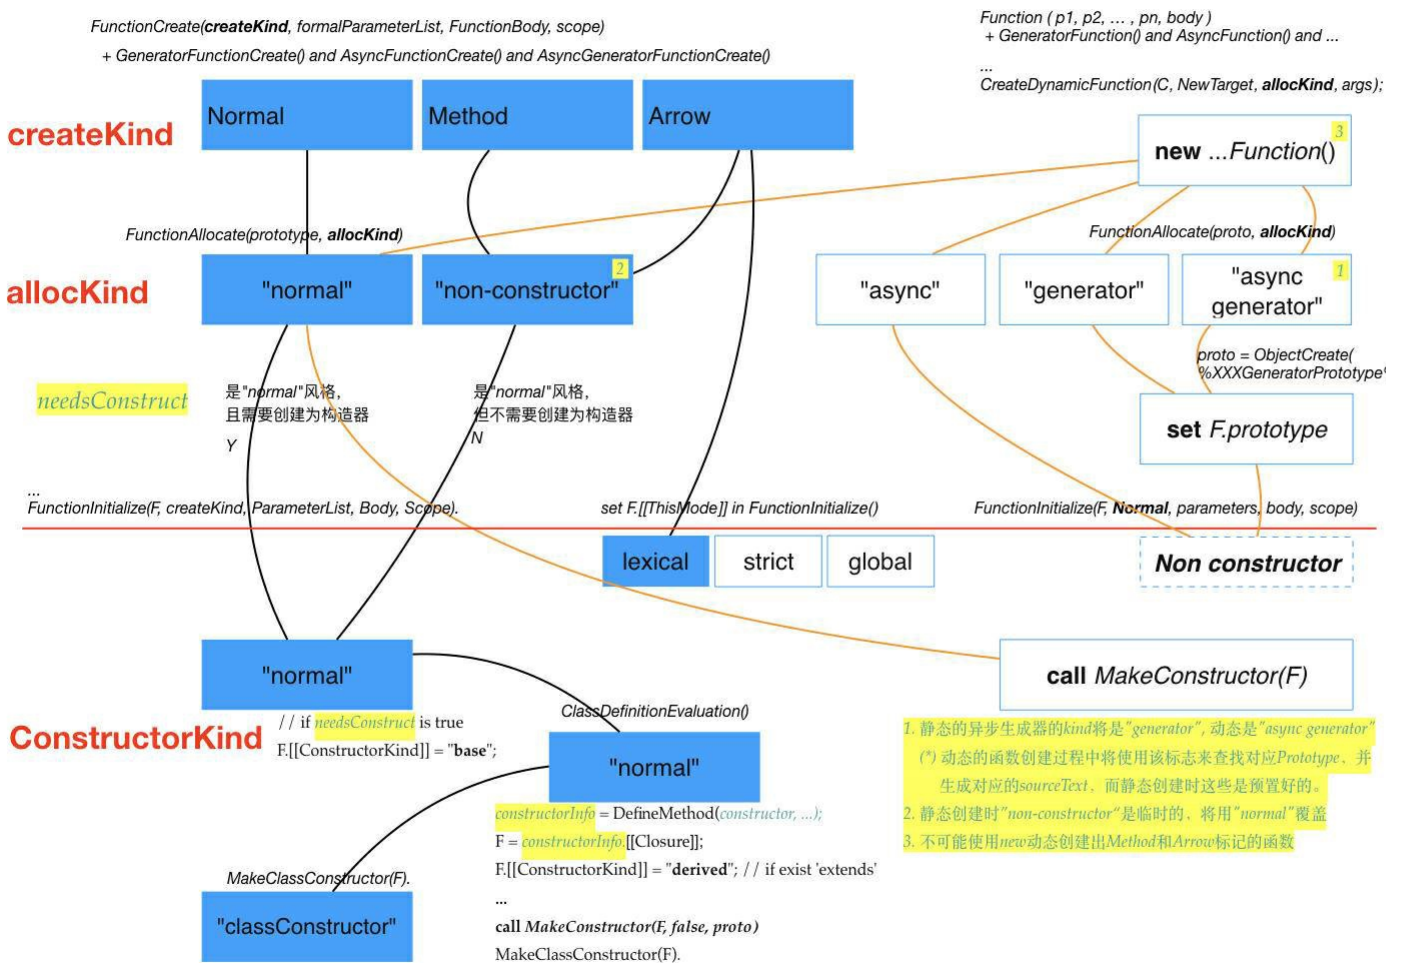 FunctionCreate(createKind, formalParameterList, FunctionBody, scope)
+ GeneratorFunctionCreate() and AsyncFunctionCreate() and AsyncGeneratorFunctionCreate()
Function ( p1, p2, … , pn, body )
+ GeneratorFunction() and AsyncFunction() and ...
...
CreateDynamicFunction(C, NewTarget, allocKind, args);
createKind
Normal
Method
Arrow
new ...Function()
3
FunctionAllocate(prototype, allocKind)
FunctionAllocate(proto, allocKind)
allocKind
"normal"
"non-constructor"
2
"async"
"generator"
"async
generator"
1
proto = ObjectCreate(
%XXXGeneratorPrototype%
needsConstruct
是"normal"风格，
且需要创建为构造器
Y
是"normal"风格，
但不需要创建为构造器
N
set F.prototype
...
FunctionInitialize(F, createKind, ParameterList, Body, Scope).
set F.[[ThisMode]] in FunctionInitialize()
FunctionInitialize(F, Normal, parameters, body, scope)
lexical
strict
global
Non constructor
"normal"
call MakeConstructor(F)
ConstructorKind
// if needsConstruct is true
F.[[ConstructorKind]] = "base";
ClassDefinitionEvaluation()
"normal"
constructorInfo = DefineMethod(constructor, ...);
F = constructorInfo.[[Closure]];
F.[[ConstructorKind]] = "derived"; // if exist 'extends'
...
call MakeConstructor(F, false, proto)
MakeClassConstructor(F).
MakeClassConstructor(F).
"classConstructor"
1. 静态的异步生成器的kind将是"generator", 动态是"async generator"
(*) 动态的函数创建过程中将使用该标志来查找对应Prototype，并
生成对应的sourceText，而静态创建时这些是预置好的。
2. 静态创建时"non-constructor"是临时的，将用"normal"覆盖
3. 不可能使用new动态创建出Method和Arrow标记的函数